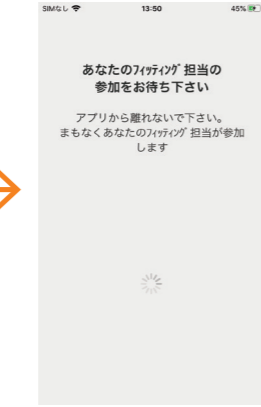 SIMなし 13:50 45%
あなたのﾌｨｯﾃｨﾝｸﾞ担当の
参加をお待ち下さい
アプリから離れないで下さい。
まもなくあなたのﾌｨｯﾃｨﾝｸﾞ担当が参加
します